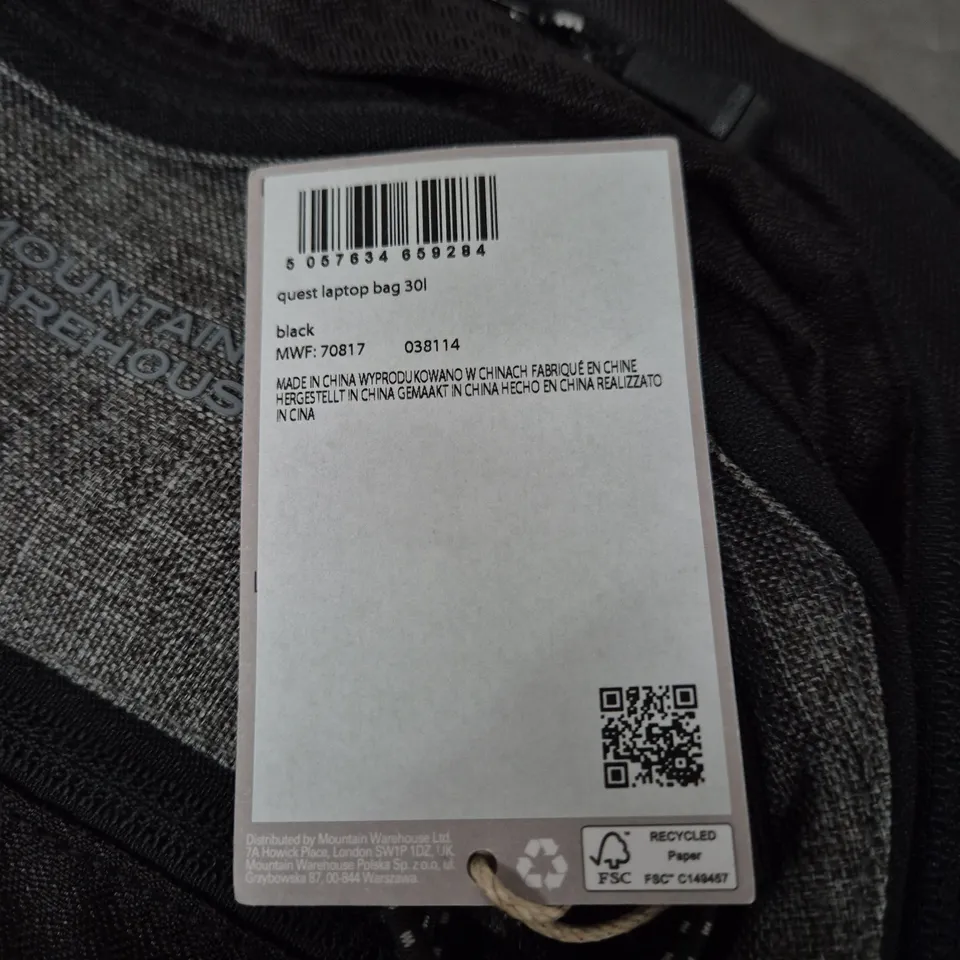 MOUNTAIN
WAREHOUSE
5 057634 659284
quest laptop bag 30l
black
MWF: 70817 038114
MADE IN CHINA WYPRODUKOWANO W CHINACH FABRIQUÉ EN CHINE
HERGESTELLT IN CHINA GEMAAKT IN CHINA HECHO EN CHINA REALIZZATO
IN CINA
Distributed by Mountain Warehouse Ltd.
7A Howick Place, London SW1P 1DZ, UK.
Mountain Warehouse Polska Sp. z o.o, ul.
Grzybowska 87, 00-844 Warszawa.
FSC
RECYCLED
Paper
FSC™ C149457